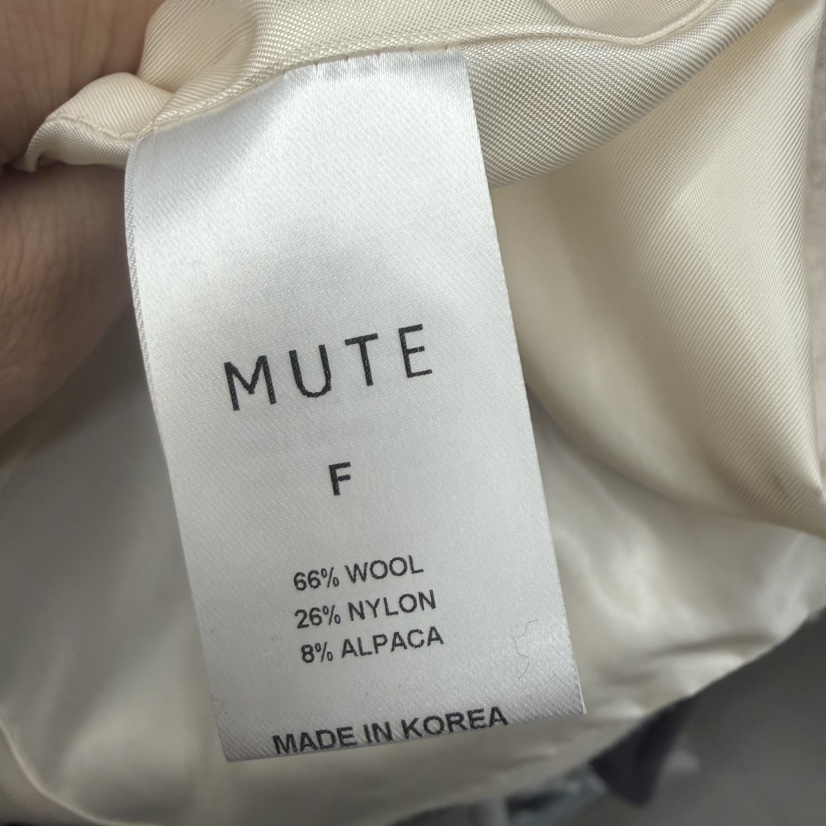 MUTE
F
66% WOOL
26% NYLON
8% ALPACA
MADE IN KOREA